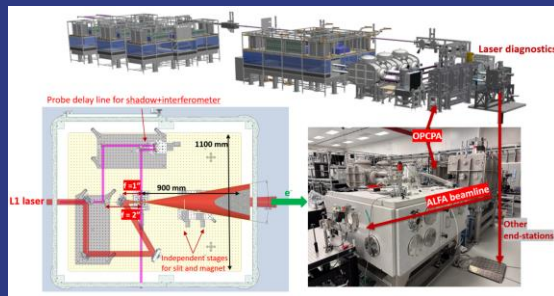 Laser diagnostics
Probe delay line for shadow+interferometer
1100 mm
OPCPA
f =1"
900 mm
L1 laser
f = 2"
e-
ALFA beamline
Independent stages
for slit and magnet
Other
end-stations